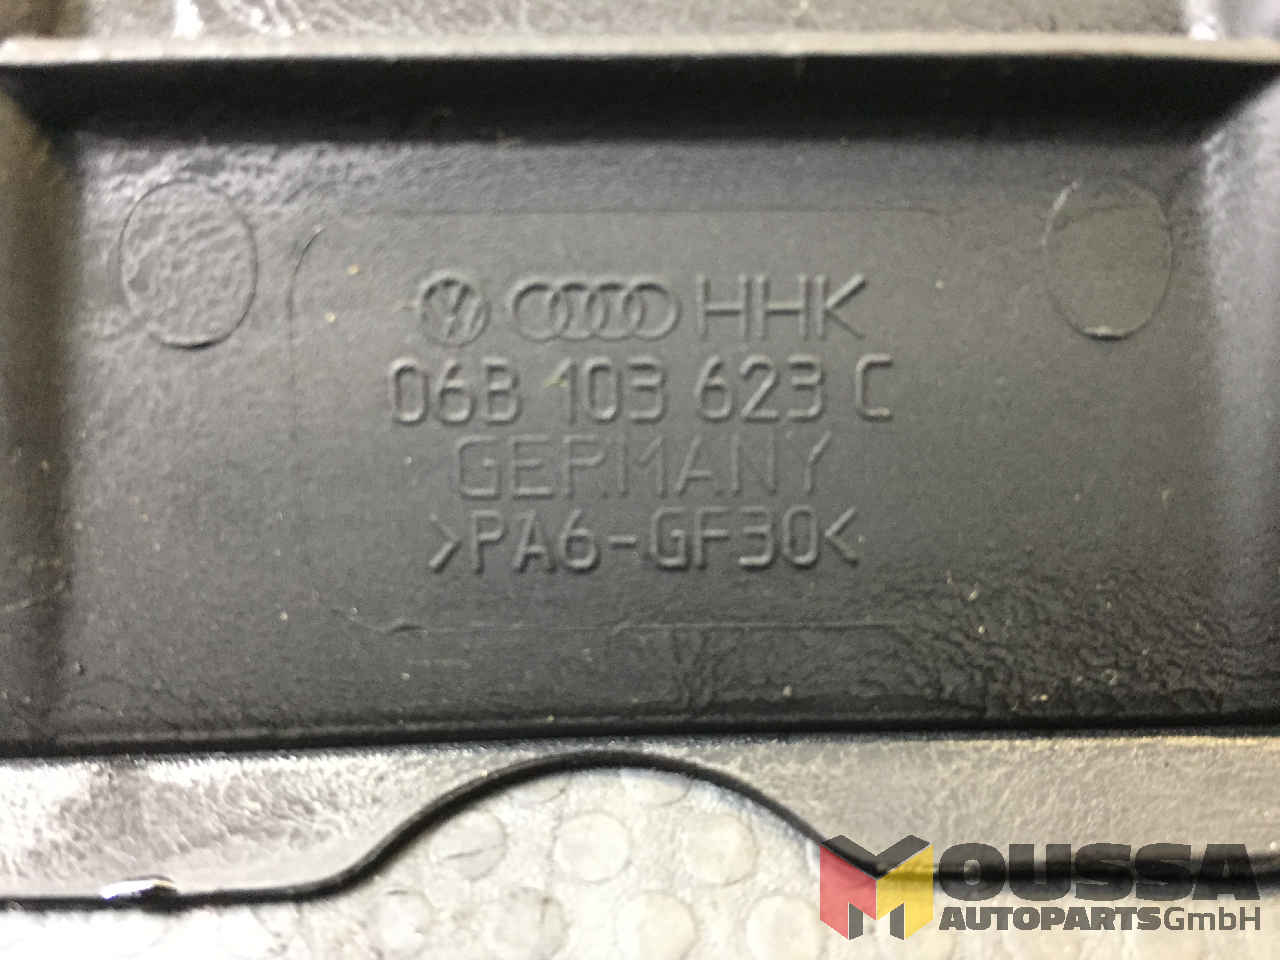 HHK
06B 103 623 C
GERMANY
>PA6-GF30<
MOUSSA
AUTOPARTSGmbH